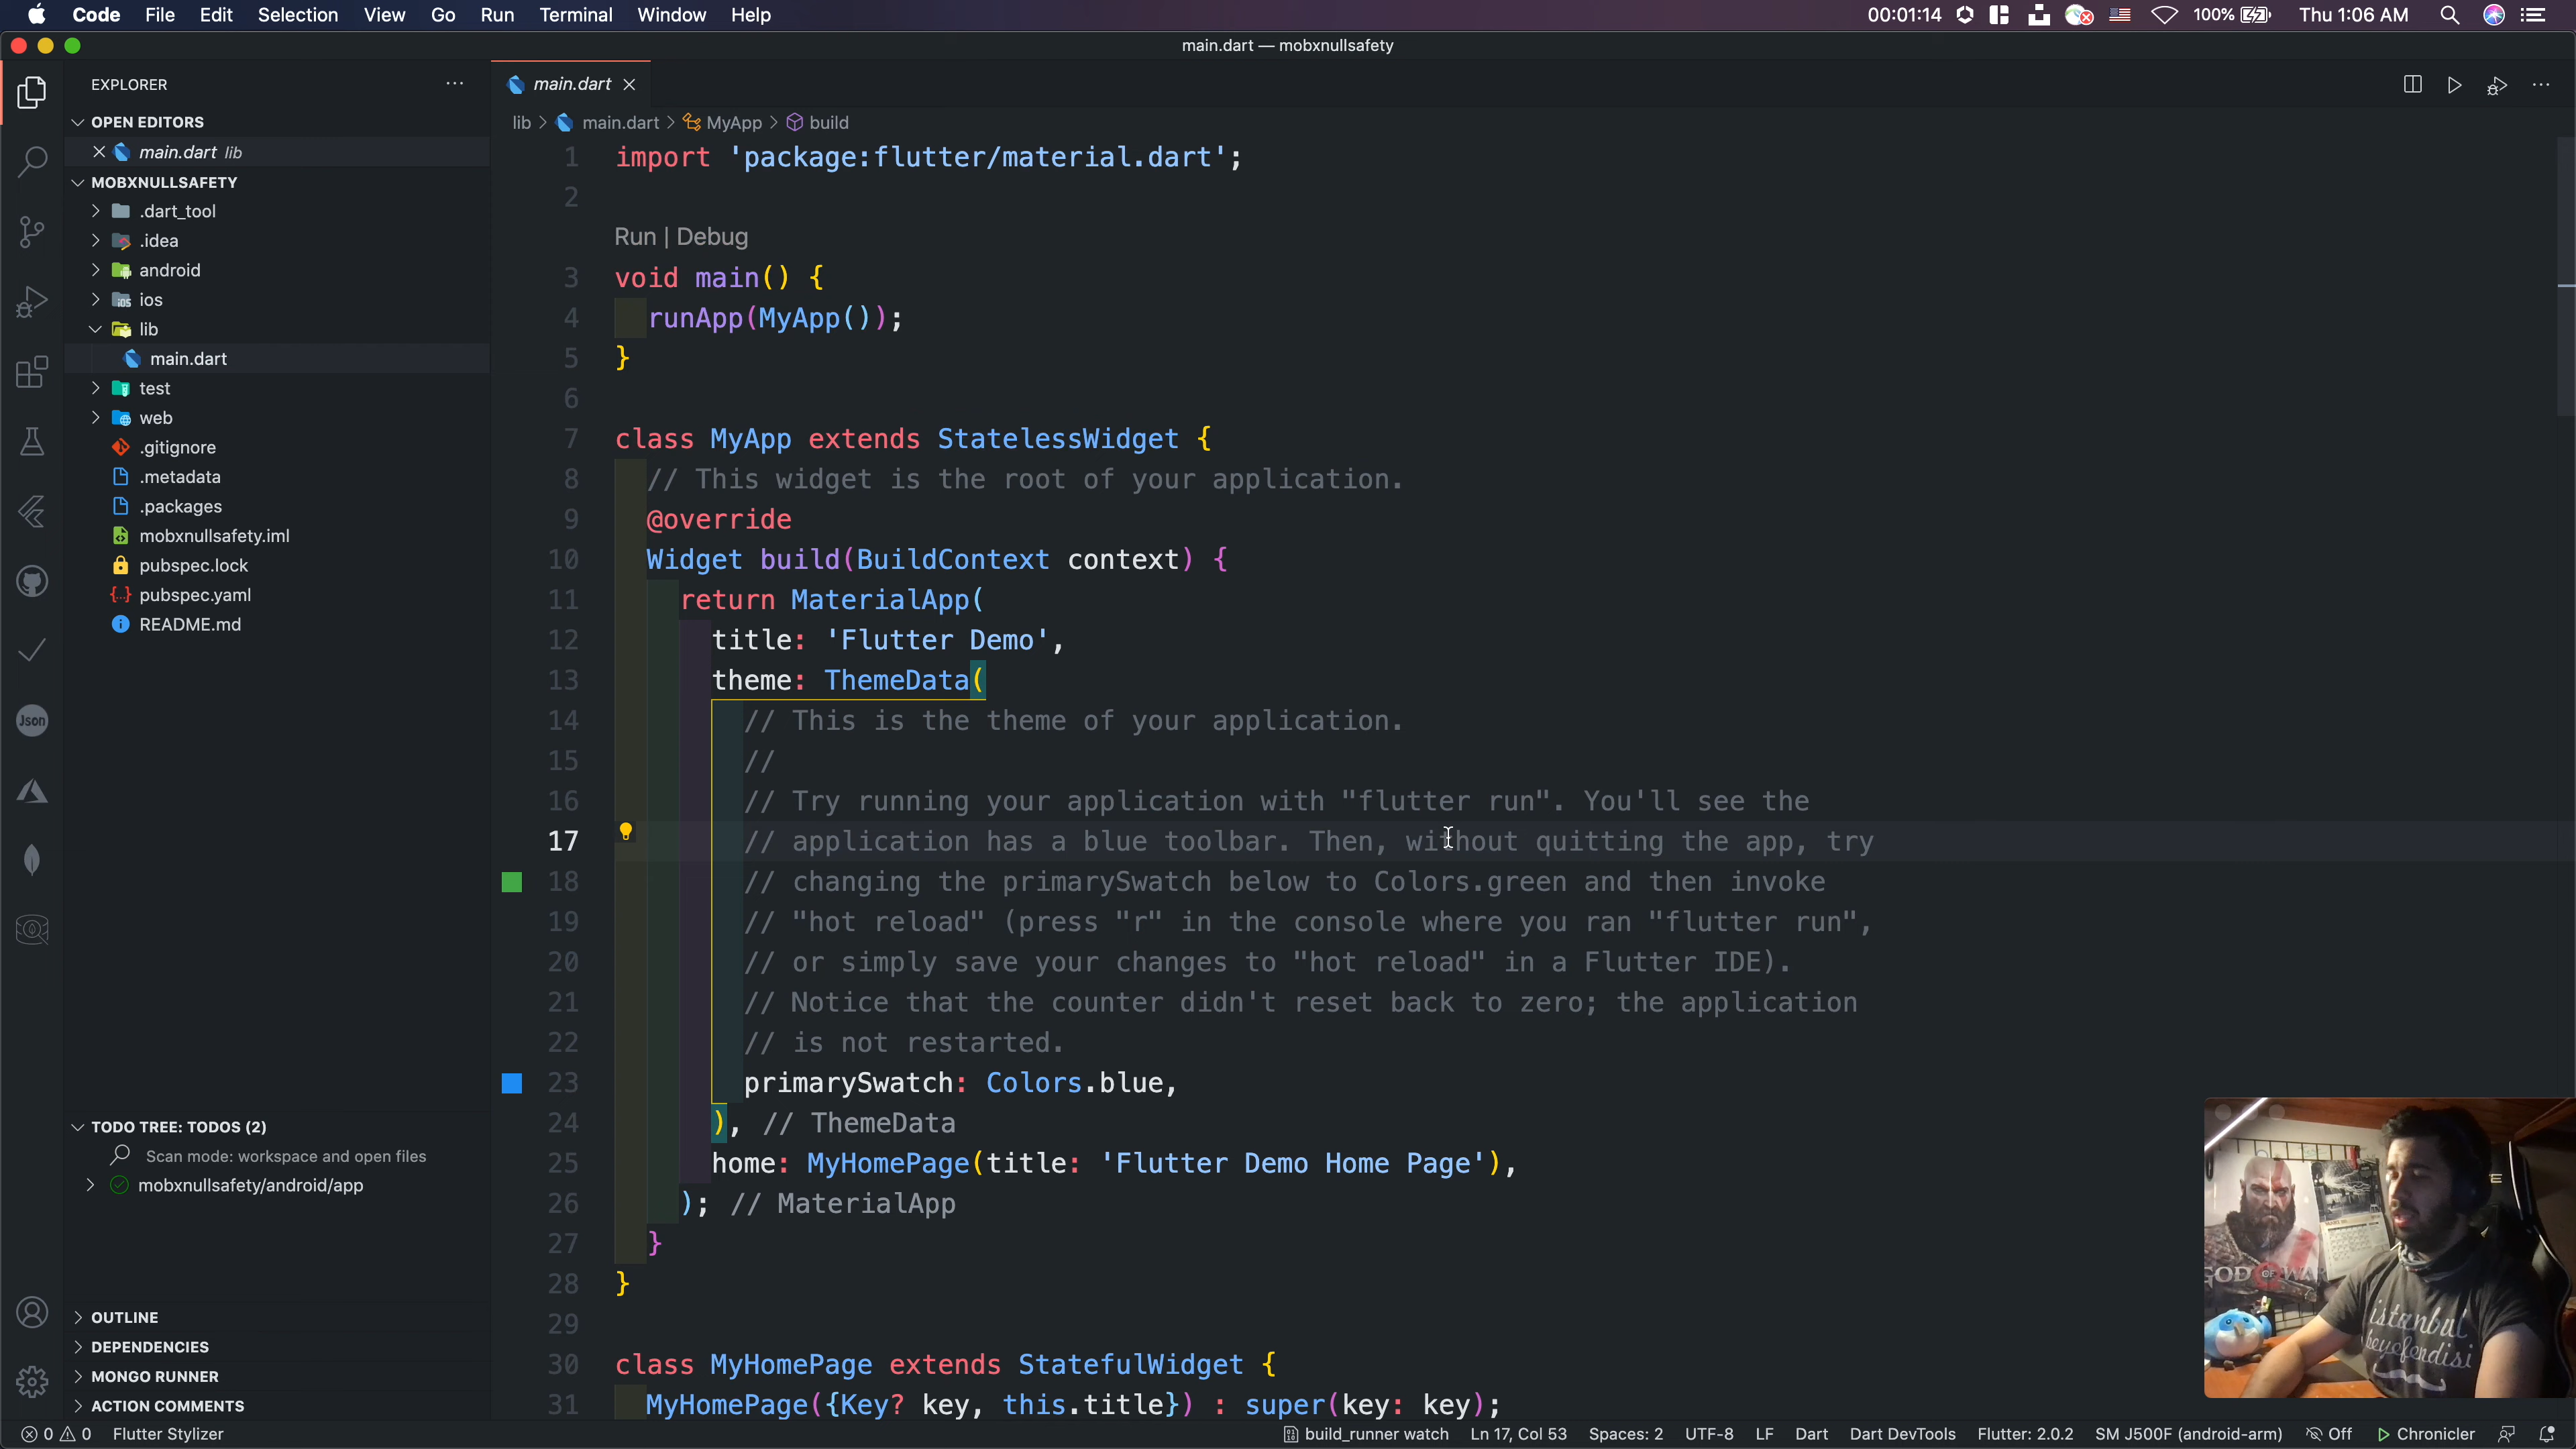 Code File Edit Selection View Go Run Terminal Window Help
00:01:14 100% Thu 1:06 AM
main.dart — mobxnullsafety
EXPLORER
OPEN EDITORS
main.dart lib
MOBXNULLSAFETY
.dart_tool
.idea
android
ios
lib
main.dart
test
web
.gitignore
.metadata
.packages
mobxnullsafety.iml
pubspec.lock
pubspec.yaml
README.md
Json
TODO TREE: TODOS (2)
Scan mode: workspace and open files
mobxnullsafety/android/app
OUTLINE
DEPENDENCIES
MONGO RUNNER
ACTION COMMENTS
main.dart
lib > main.dart > MyApp > build
1 import 'package:flutter/material.dart';
2
Run | Debug
3 void main() {
4 runApp(MyApp());
5 }
6
7 class MyApp extends StatelessWidget {
8 // This widget is the root of your application.
9 @override
10 Widget build(BuildContext context) {
11 return MaterialApp(
12 title: 'Flutter Demo',
13 theme: ThemeData(
14 // This is the theme of your application.
15 //
16 // Try running your application with "flutter run". You'll see the
17 // application has a blue toolbar. Then, without quitting the app, try
18 // changing the primarySwatch below to Colors.green and then invoke
19 // "hot reload" (press "r" in the console where you ran "flutter run",
20 // or simply save your changes to "hot reload" in a Flutter IDE).
21 // Notice that the counter didn't reset back to zero; the application
22 // is not restarted.
23 primarySwatch: Colors.blue,
24 ), // ThemeData
25 home: MyHomePage(title: 'Flutter Demo Home Page'),
26 ); // MaterialApp
27 }
28 }
29
30 class MyHomePage extends StatefulWidget {
31 MyHomePage({Key? key, this.title}) : super(key: key);
GOD OF WAR
istanbul
beyefendisi
0 0 Flutter Stylizer
build_runner watch Ln 17, Col 53 Spaces: 2 UTF-8 LF Dart Dart DevTools Flutter: 2.0.2 SM J500F (android-arm) Off Chronicler